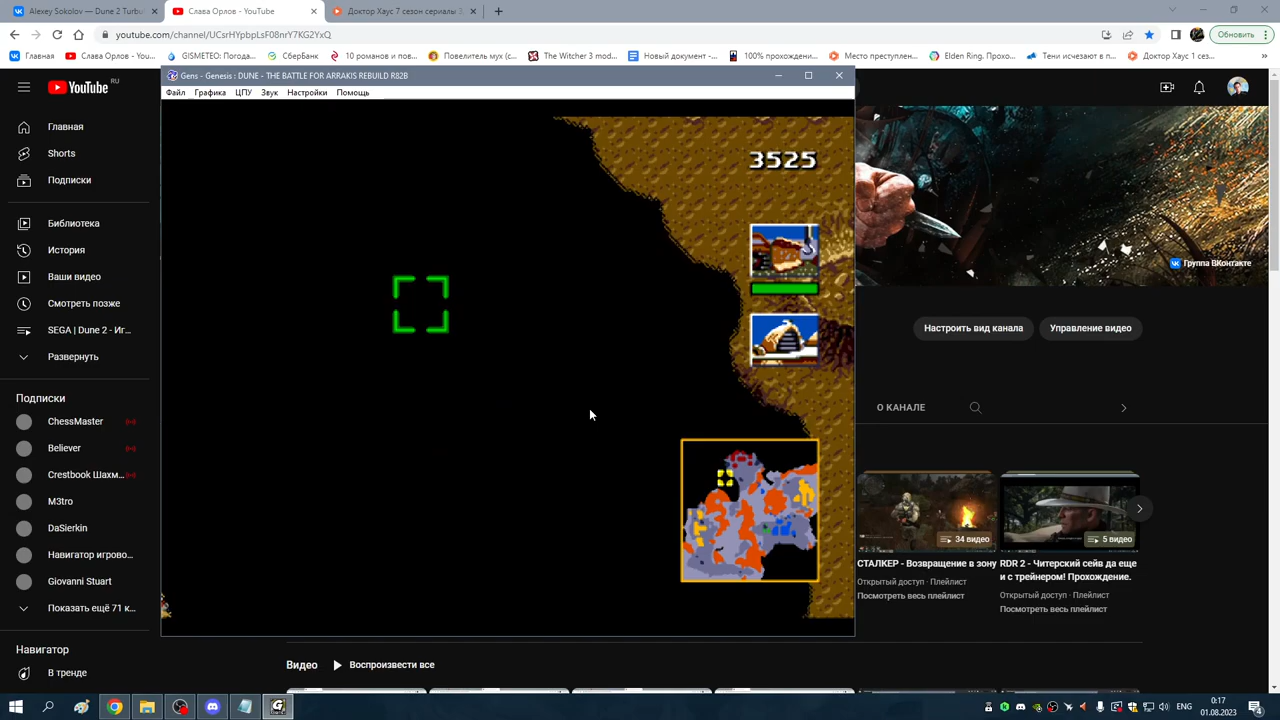 Alexey Sokolov — Dune 2 Turbul
Слава Орлов - YouTube
Доктор Хаус 7 сезон сериалы 3,
youtube.com/channel/UCsrHYpbpLsF08nrY7KG2YxQ
Обновить
Главная
Слава Орлов - You...
GISMETEO: Погода...
СберБанк
10 романов и пов...
Повелитель мух (с...
The Witcher 3 mod...
Новый документ -...
100% прохождени...
Место преступлен...
Elden Ring. Прохо...
Тени исчезают в п...
Доктор Хаус 1 сез...
Gens - Genesis : DUNE - THE BATTLE FOR ARRAKIS REBUILD R82B
Файл
Графика
ЦПУ
Звук
Настройки
Помощь
YouTube
RU
Главная
Shorts
Подписки
Библиотека
История
Ваши видео
Смотреть позже
SEGA | Dune 2 - Иг...
Развернуть
Подписки
ChessMaster
Believer
Crestbook Шахм...
M3tro
DaSierkin
Навигатор игрово...
Giovanni Stuart
Показать ещё 71 к...
Навигатор
В тренде
3525
Группа ВКонтакте
Настроить вид канала
Управление видео
О КАНАЛЕ
34 видео
5 видео
СТАЛКЕР - Возвращение в зону
Открытый доступ · Плейлист
Посмотреть весь плейлист
RDR 2 - Читерский сейв да еще
и с трейнером! Прохождение.
Открытый доступ · Плейлист
Посмотреть весь плейлист
Видео
Воспроизвести все
ENG
0:17
01.08.2023
4